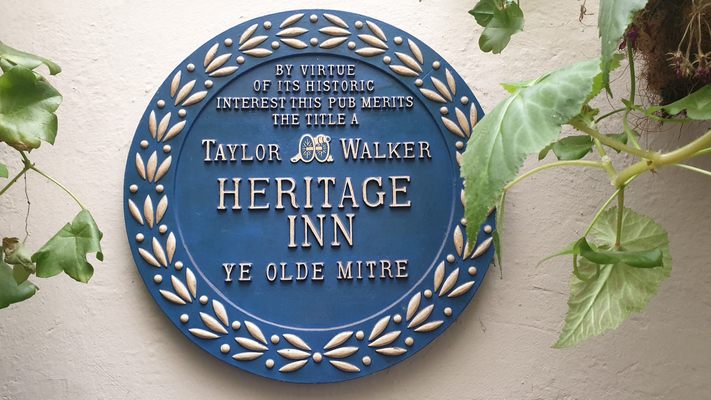 BY VIRTUE
OF ITS HISTORIC
INTEREST THIS PUB MERITS
THE TITLE A
TAYLOR WALKER
HERITAGE
INN
YE OLDE MITRE